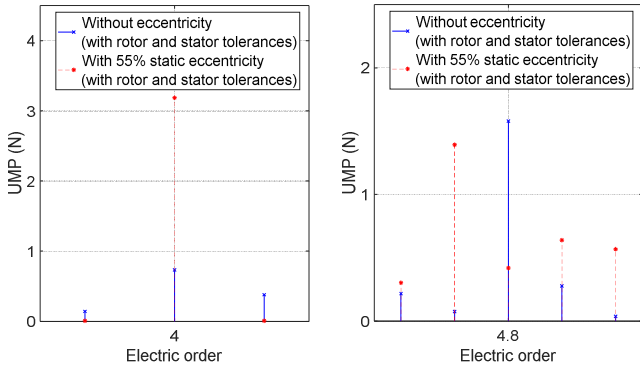 Without eccentricity
(with rotor and stator tolerances)
With 55% static eccentricity
(with rotor and stator tolerances)
4
3
2
1
0
UMP (N)
4
Electric order
Without eccentricity
(with rotor and stator tolerances)
With 55% static eccentricity
(with rotor and stator tolerances)
2
1
0
UMP (N)
4.8
Electric order